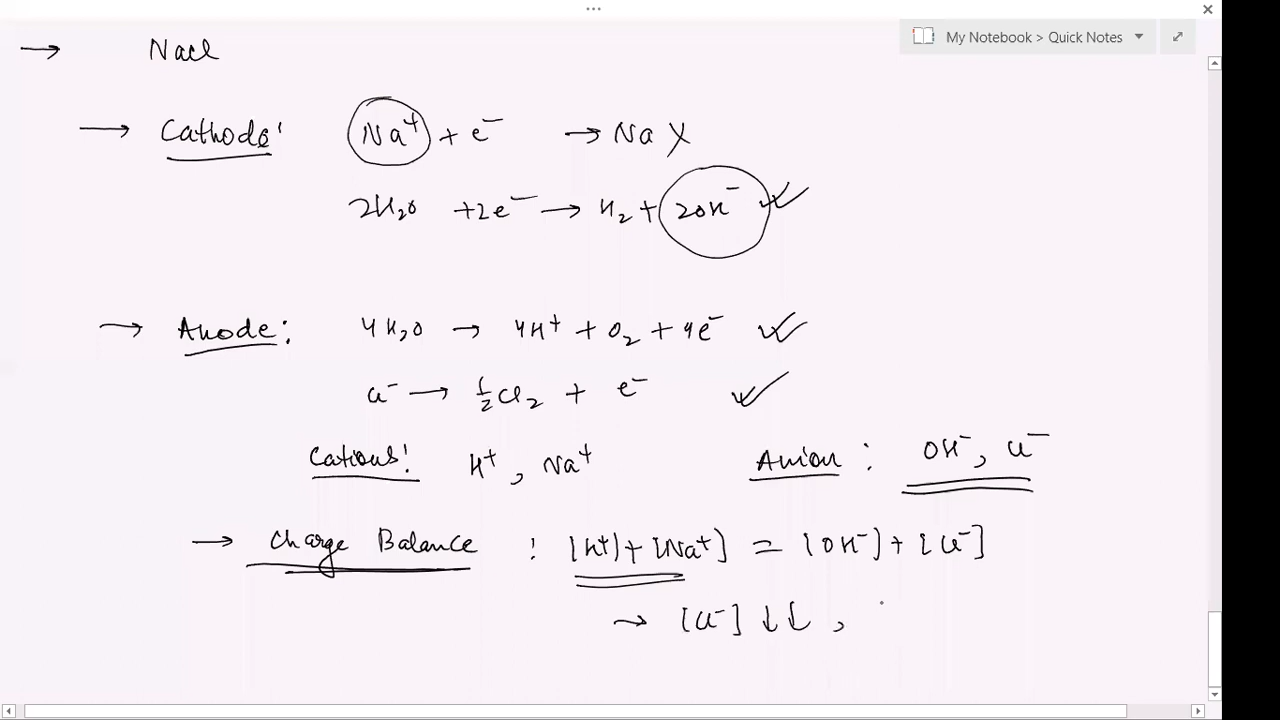 My Notebook > Quick Notes
→ NaCl
→ Cathode: Na⁺ + e⁻ → Na X
2H₂O + 2e⁻ → H₂ + 2OH⁻ ✓
→ Anode: 4H₂O → 4H⁺ + O₂ + 4e⁻ ✓
Cl⁻ → ½Cl₂ + e⁻ ✓
Cations: H⁺, Na⁺ Anion: OH⁻, Cl⁻
→ Charge Balance : [H⁺] + [Na⁺] = [OH⁻] + [Cl⁻]
→ [Cl⁻] ↓↓ ,